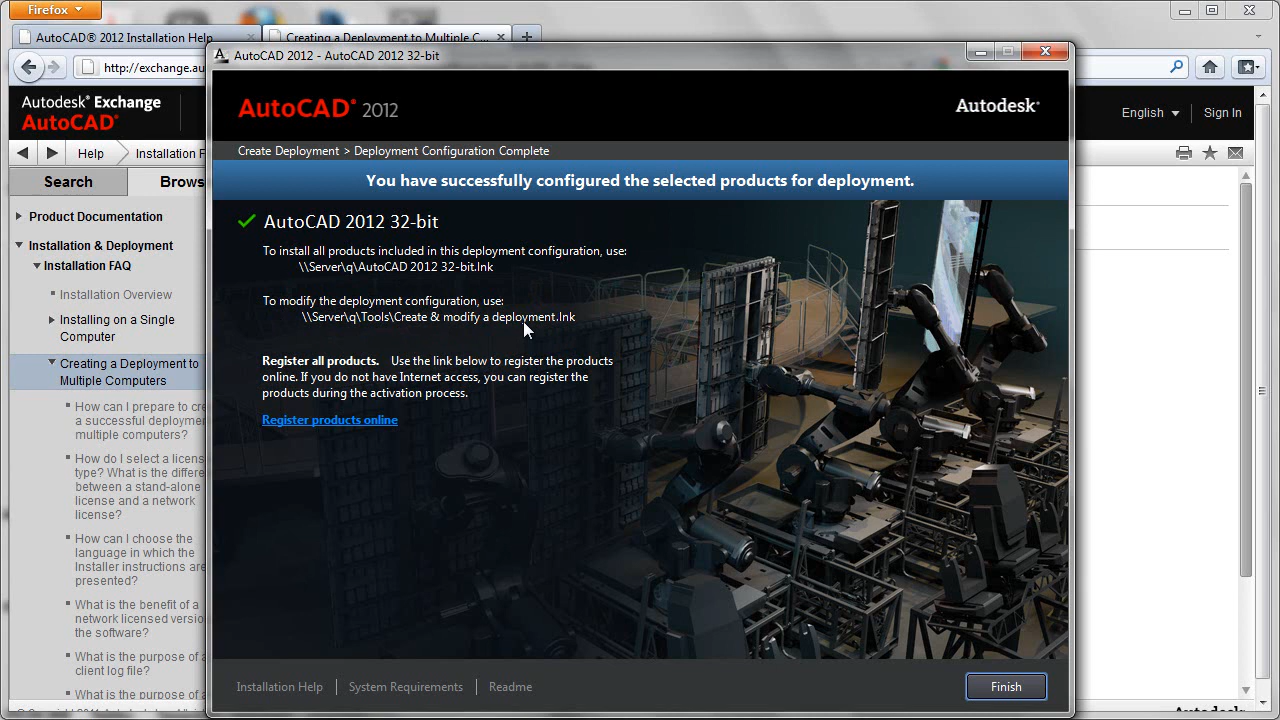 Firefox
AutoCAD® 2012 Installation Help
Creating a Deployment to Multiple C...
AutoCAD 2012 - AutoCAD 2012 32-bit
http://exchange.au
Autodesk® Exchange
AutoCAD®
English
Sign In
Help
Installation F
Search
Brows
Product Documentation
Installation & Deployment
Installation FAQ
Installation Overview
Installing on a Single
Computer
Creating a Deployment to
Multiple Computers
How can I prepare to cre
a successful deployme
multiple computers?
How do I select a licens
type? What is the differe
between a stand-alone
license and a network
license?
How can I choose the
language in which the
Installer instructions are
presented?
What is the benefit of a
network licensed versio
the software?
What is the purpose of a
client log file?
What is the purpose of a
AutoCAD® 2012
Autodesk®
Create Deployment > Deployment Configuration Complete
You have successfully configured the selected products for deployment.
AutoCAD 2012 32-bit
To install all products included in this deployment configuration, use:
\\Server\q\AutoCAD 2012 32-bit.lnk
To modify the deployment configuration, use:
\\Server\q\Tools\Create & modify a deployment.lnk
Register all products. Use the link below to register the products
online. If you do not have Internet access, you can register the
products during the activation process.
Register products online
Installation Help
System Requirements
Readme
Finish